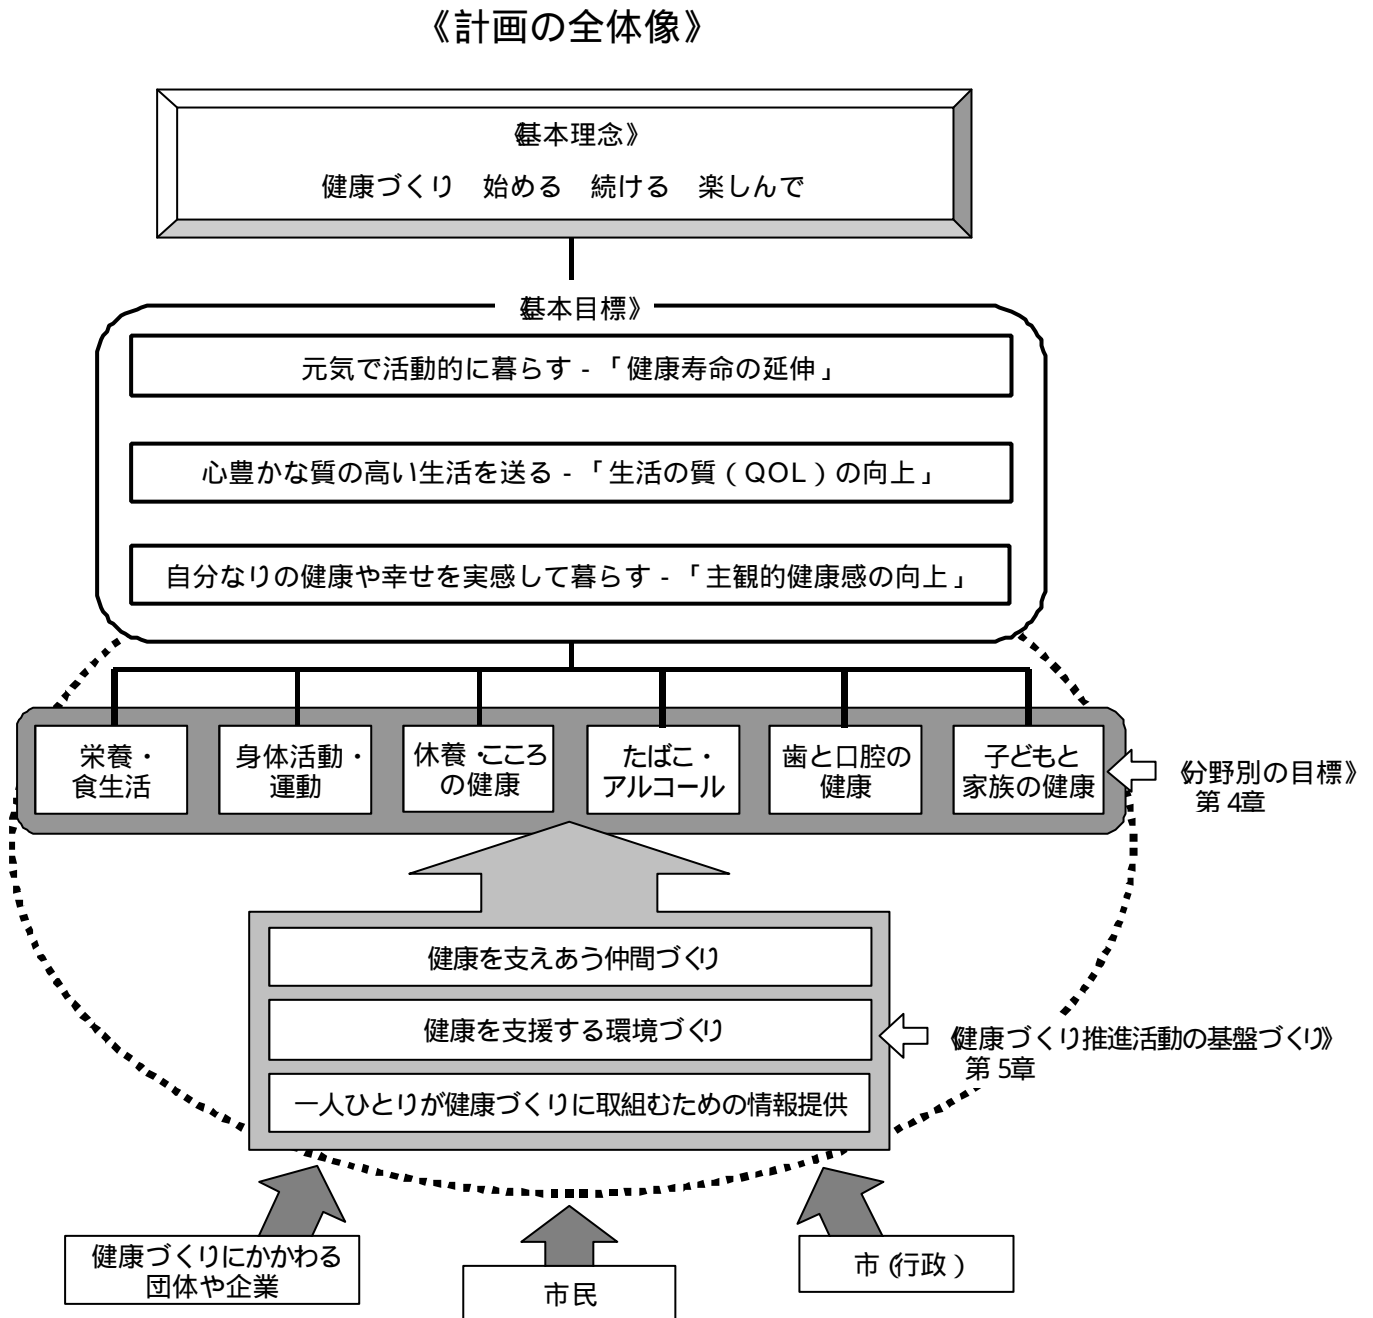 《計画の全体像》
《基本理念》
健康づくり　始める　続ける　楽しんで
《基本目標》
元気で活動的に暮らす - 「健康寿命の延伸」
心豊かな質の高い生活を送る - 「生活の質（QOL）の向上」
自分なりの健康や幸せを実感して暮らす - 「主観的健康感の向上」
栄養・
食生活
身体活動・
運動
休養・こころ
の健康
たばこ・
アルコール
歯と口腔の
健康
子どもと
家族の健康
《分野別の目標》
第4章
健康を支えあう仲間づくり
健康を支援する環境づくり
一人ひとりが健康づくりに取組むための情報提供
《健康づくり推進活動の基盤づくり》
第5章
健康づくりにかかわる
団体や企業
市民
市（行政）